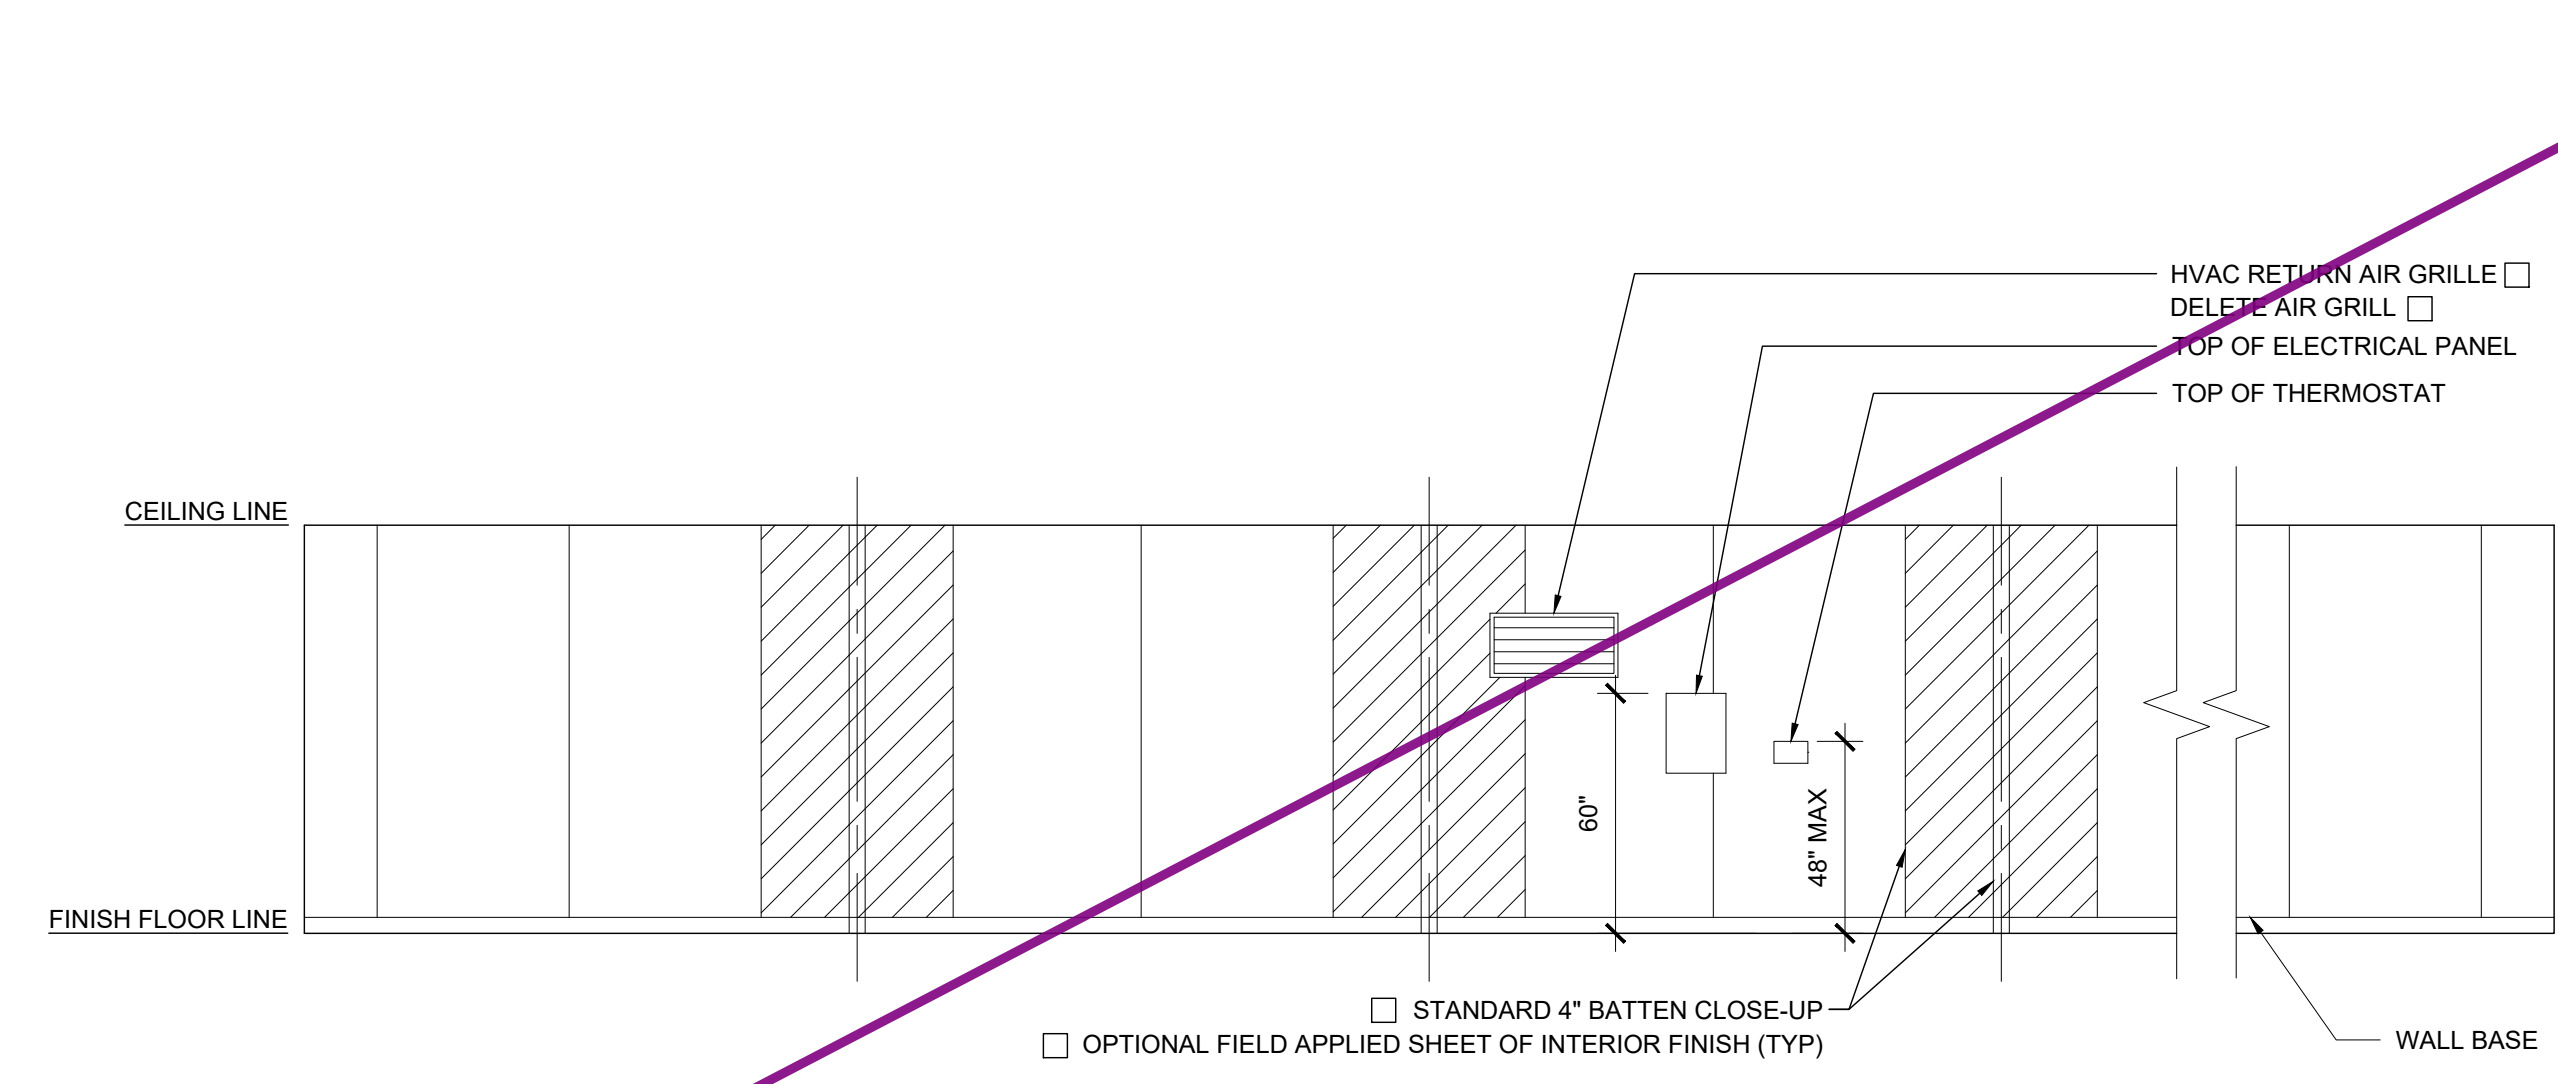 HVAC RETURN AIR GRILLE
DELETE AIR GRILL
TOP OF ELECTRICAL PANEL
TOP OF THERMOSTAT
CEILING LINE
60"
48" MAX
FINISH FLOOR LINE
STANDARD 4" BATTEN CLOSE-UP
OPTIONAL FIELD APPLIED SHEET OF INTERIOR FINISH (TYP)
WALL BASE